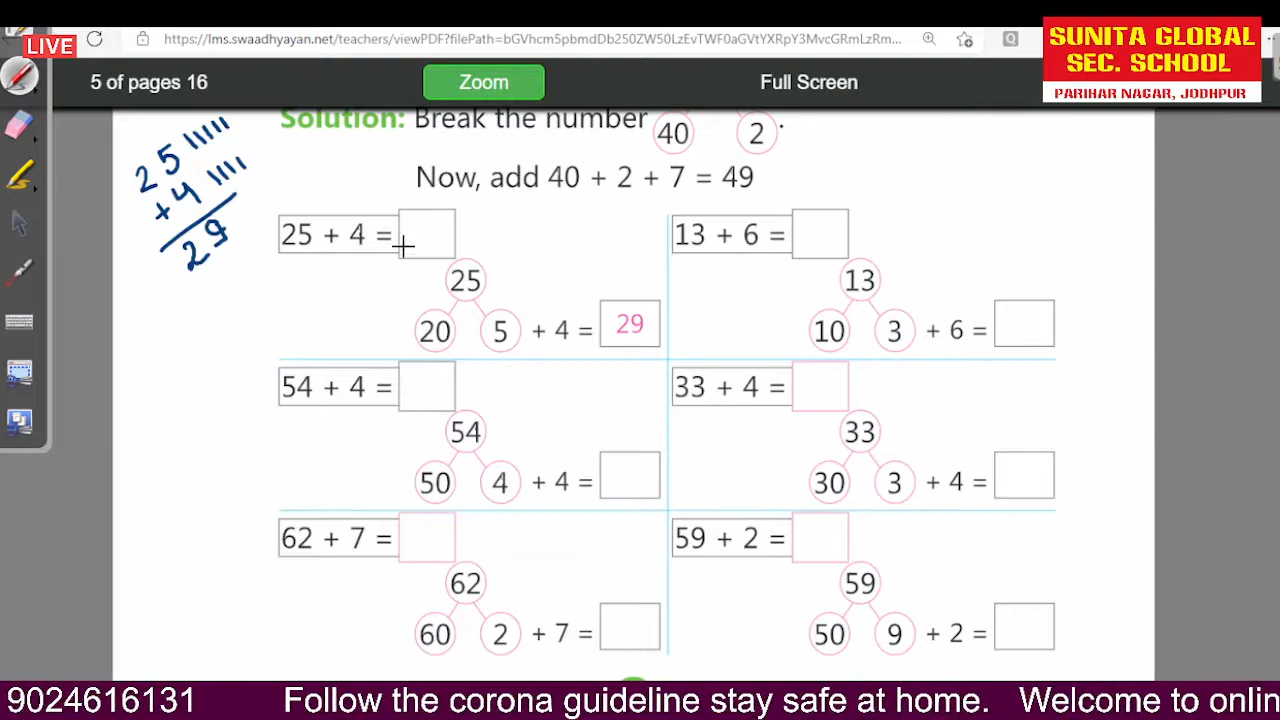 LIVE
https://lms.swaadhyayan.net/teachers/viewPDF?filePath=bGVhcm5pbmdDb250ZW50LzEvTWF0aGVtYXRpY3MvcGRmLzRm...
SUNITA GLOBAL
SEC. SCHOOL
PARIHAR NAGAR, JODHPUR
5 of pages 16
Zoom
Full Screen
Solution: Break the number 40 2 .
Now, add 40 + 2 + 7 = 49
25
+ 4
29
25 + 4 =
25
20 5 + 4 = 29
13 + 6 =
13
10 3 + 6 =
54 + 4 =
54
50 4 + 4 =
33 + 4 =
33
30 3 + 4 =
62 + 7 =
62
60 2 + 7 =
59 + 2 =
59
50 9 + 2 =
9024616131 Follow the corona guideline stay safe at home. Welcome to onlin